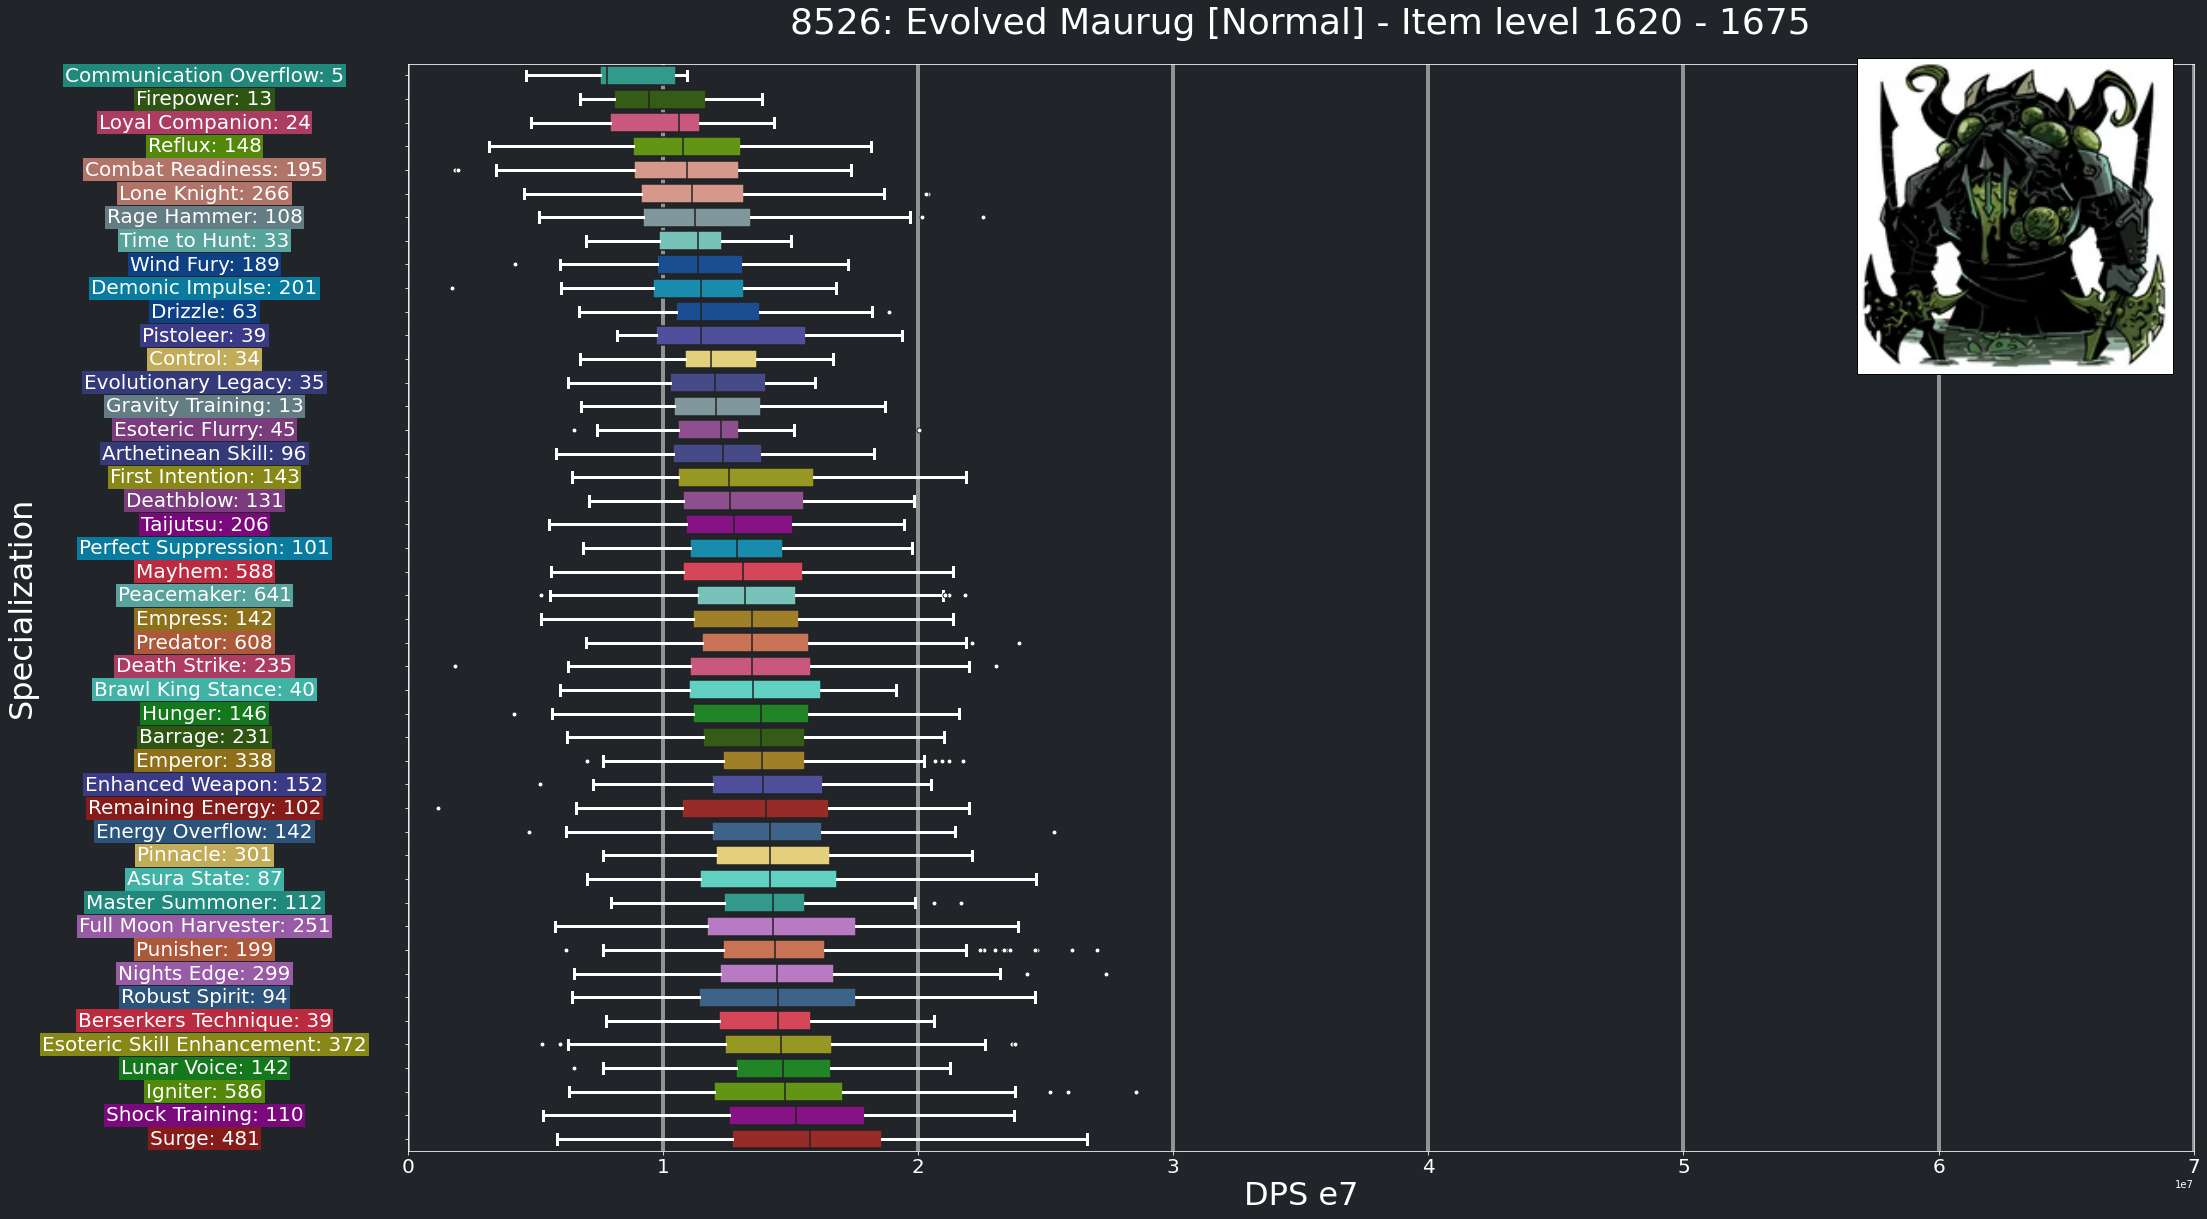 8526: Evolved Maurug [Normal] - Item level 1620 - 1675
Specialization
Communication Overflow: 5
Firepower: 13
Loyal Companion: 24
Reflux: 148
Combat Readiness: 195
Lone Knight: 266
Rage Hammer: 108
Time to Hunt: 33
Wind Fury: 189
Demonic Impulse: 201
Drizzle: 63
Pistoleer: 39
Control: 34
Evolutionary Legacy: 35
Gravity Training: 13
Esoteric Flurry: 45
Arthetinean Skill: 96
First Intention: 143
Deathblow: 131
Taijutsu: 206
Perfect Suppression: 101
Mayhem: 588
Peacemaker: 641
Empress: 142
Predator: 608
Death Strike: 235
Brawl King Stance: 40
Hunger: 146
Barrage: 231
Emperor: 338
Enhanced Weapon: 152
Remaining Energy: 102
Energy Overflow: 142
Pinnacle: 301
Asura State: 87
Master Summoner: 112
Full Moon Harvester: 251
Punisher: 199
Nights Edge: 299
Robust Spirit: 94
Berserkers Technique: 39
Esoteric Skill Enhancement: 372
Lunar Voice: 142
Igniter: 586
Shock Training: 110
Surge: 481
0 1 2 3 4 5 6 7
1e7
DPS e7